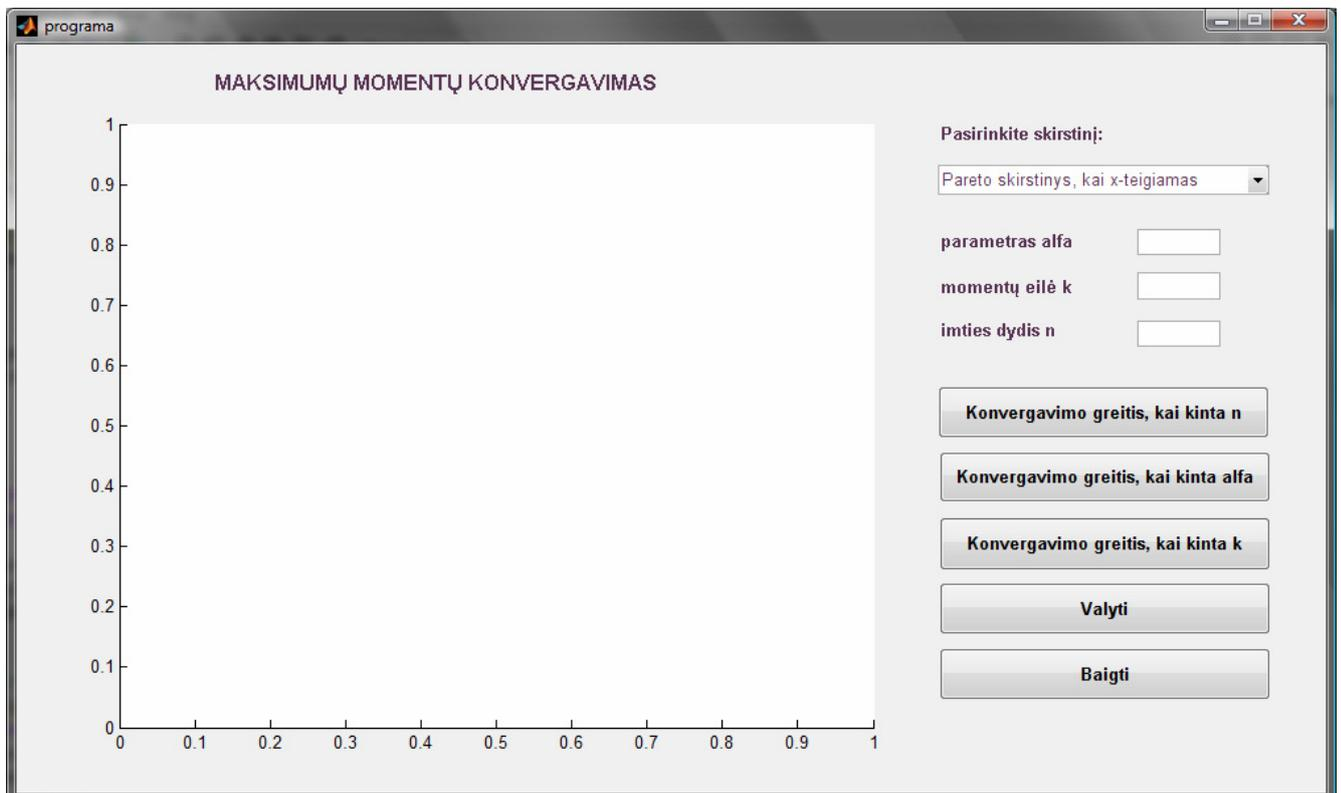 programa
MAKSIMUMŲ MOMENTŲ KONVERGAVIMAS
1
0.9
0.8
0.7
0.6
0.5
0.4
0.3
0.2
0.1
0
0 0.1 0.2 0.3 0.4 0.5 0.6 0.7 0.8 0.9 1
Pasirinkite skirstinį:
Pareto skirstinys, kai x-teigiamas
parametras alfa
momentų eilė k
imties dydis n
Konvergavimo greitis, kai kinta n
Konvergavimo greitis, kai kinta alfa
Konvergavimo greitis, kai kinta k
Valyti
Baigti